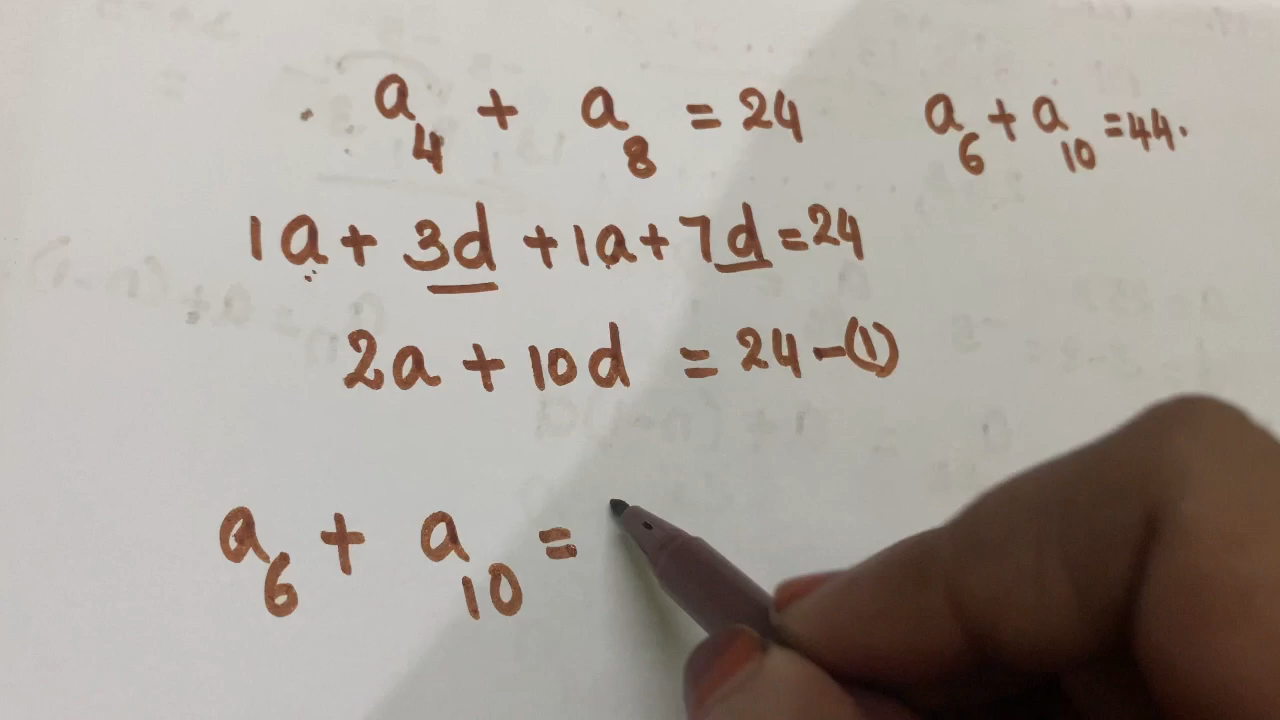 a₄ + a₈ = 24
a₆ + a₁₀ = 44.
1a + 3d + 1a + 7d = 24
2a + 10d = 24 – (1)
a₆ + a₁₀ =